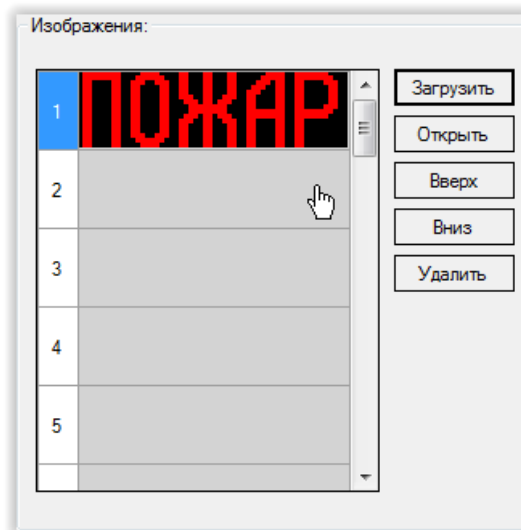 Изображения:
1 ПОЖАР
2
3
4
5
Загрузить
Открыть
Вверх
Вниз
Удалить